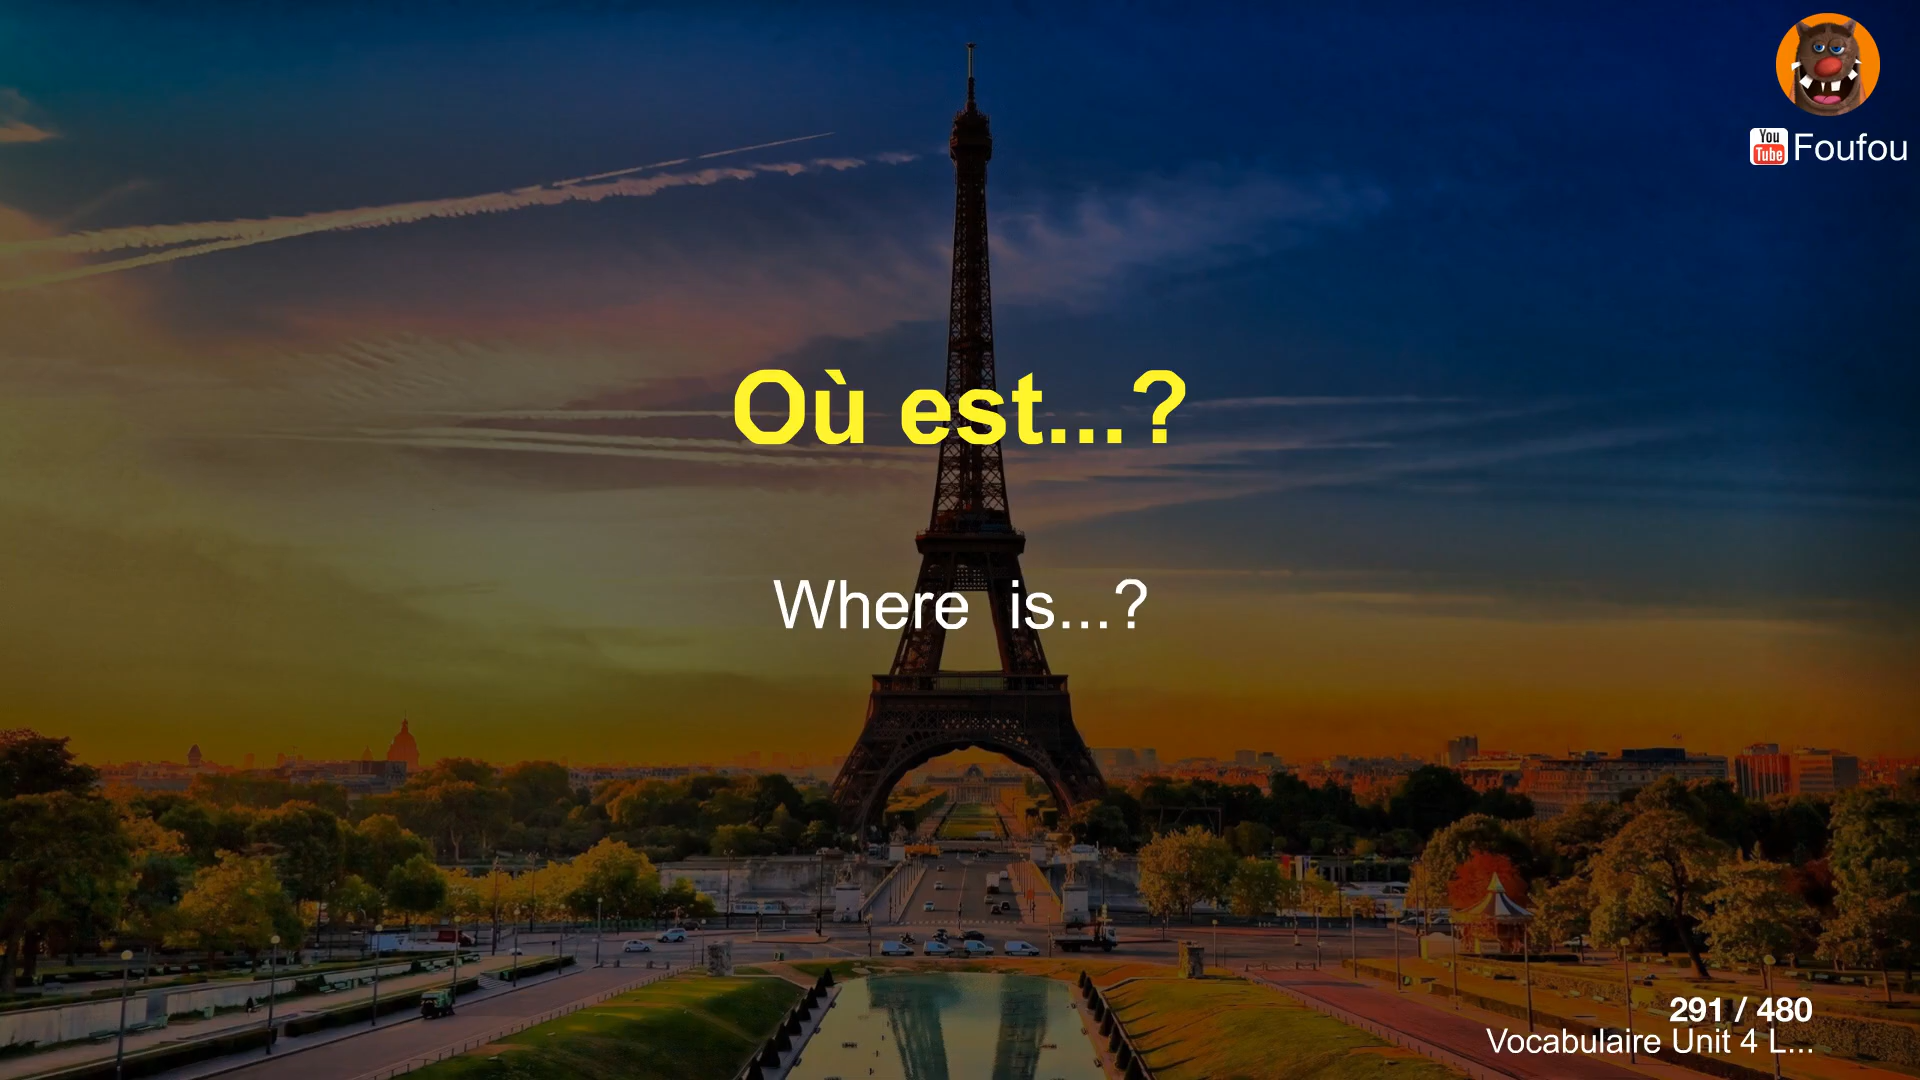 You
Tube
Foufou
Où est...?
Where is...?
291 / 480
Vocabulaire Unit 4 L...